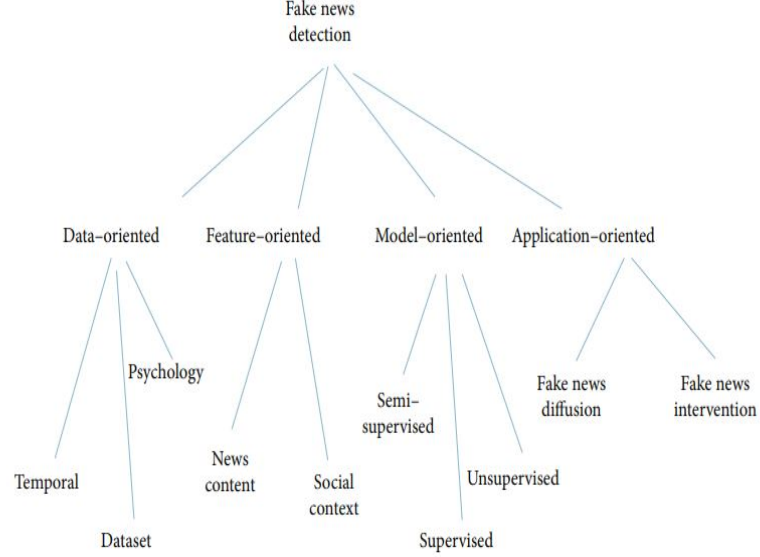 Fake news
detection
Data–oriented
Feature–oriented
Model–oriented
Application–oriented
Psychology
Temporal
Dataset
News
content
Social
context
Semi–
supervised
Unsupervised
Supervised
Fake news
diffusion
Fake news
intervention